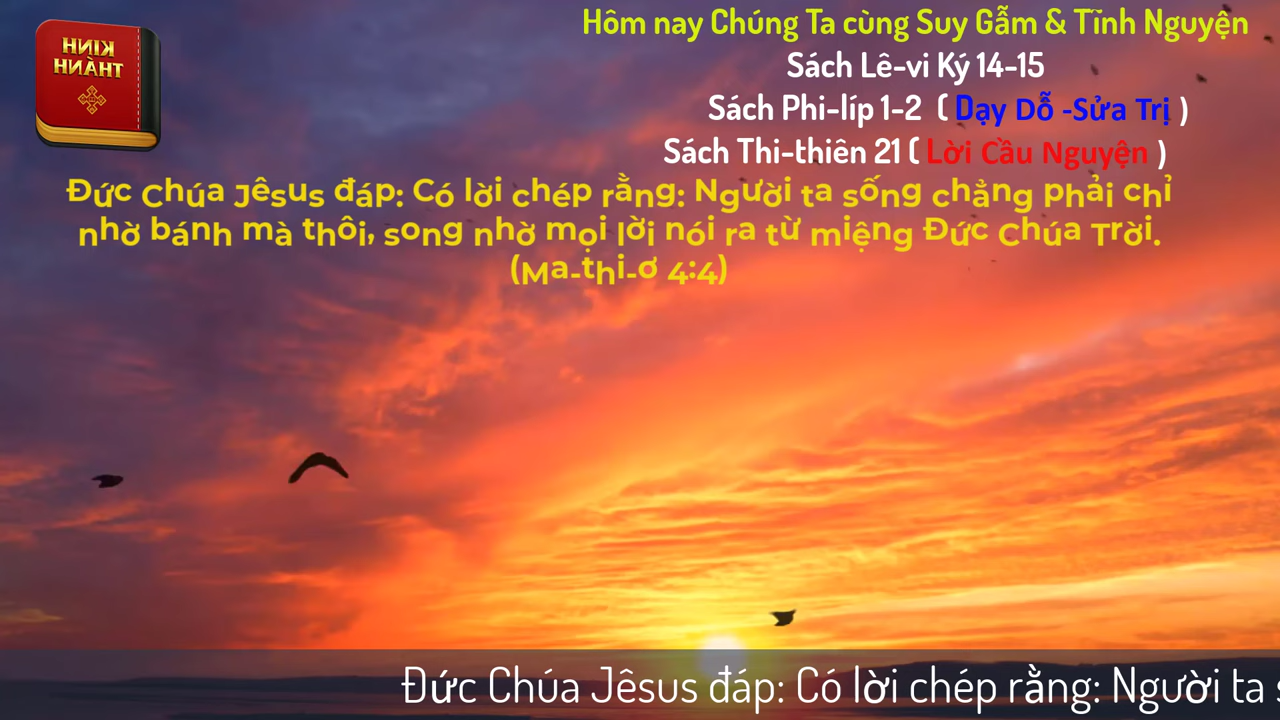 KINH
THÀNH
Hôm nay Chúng Ta cùng Suy Gẫm & Tĩnh Nguyện
Sách Lê-vi Ký 14-15
Sách Phi-líp 1-2 ( Dạy Dỗ -Sửa Trị )
Sách Thi-thiên 21 ( Lời Cầu Nguyện )
Đức Chúa Jêsus đáp: Có lời chép rằng: Người ta sống chẳng phải chỉ
nhờ bánh mà thôi, song nhờ mọi lời nói ra từ miệng Đức Chúa Trời.
(Ma-thi-ơ 4:4)
Đức Chúa Jêsus đáp: Có lời chép rằng: Người ta